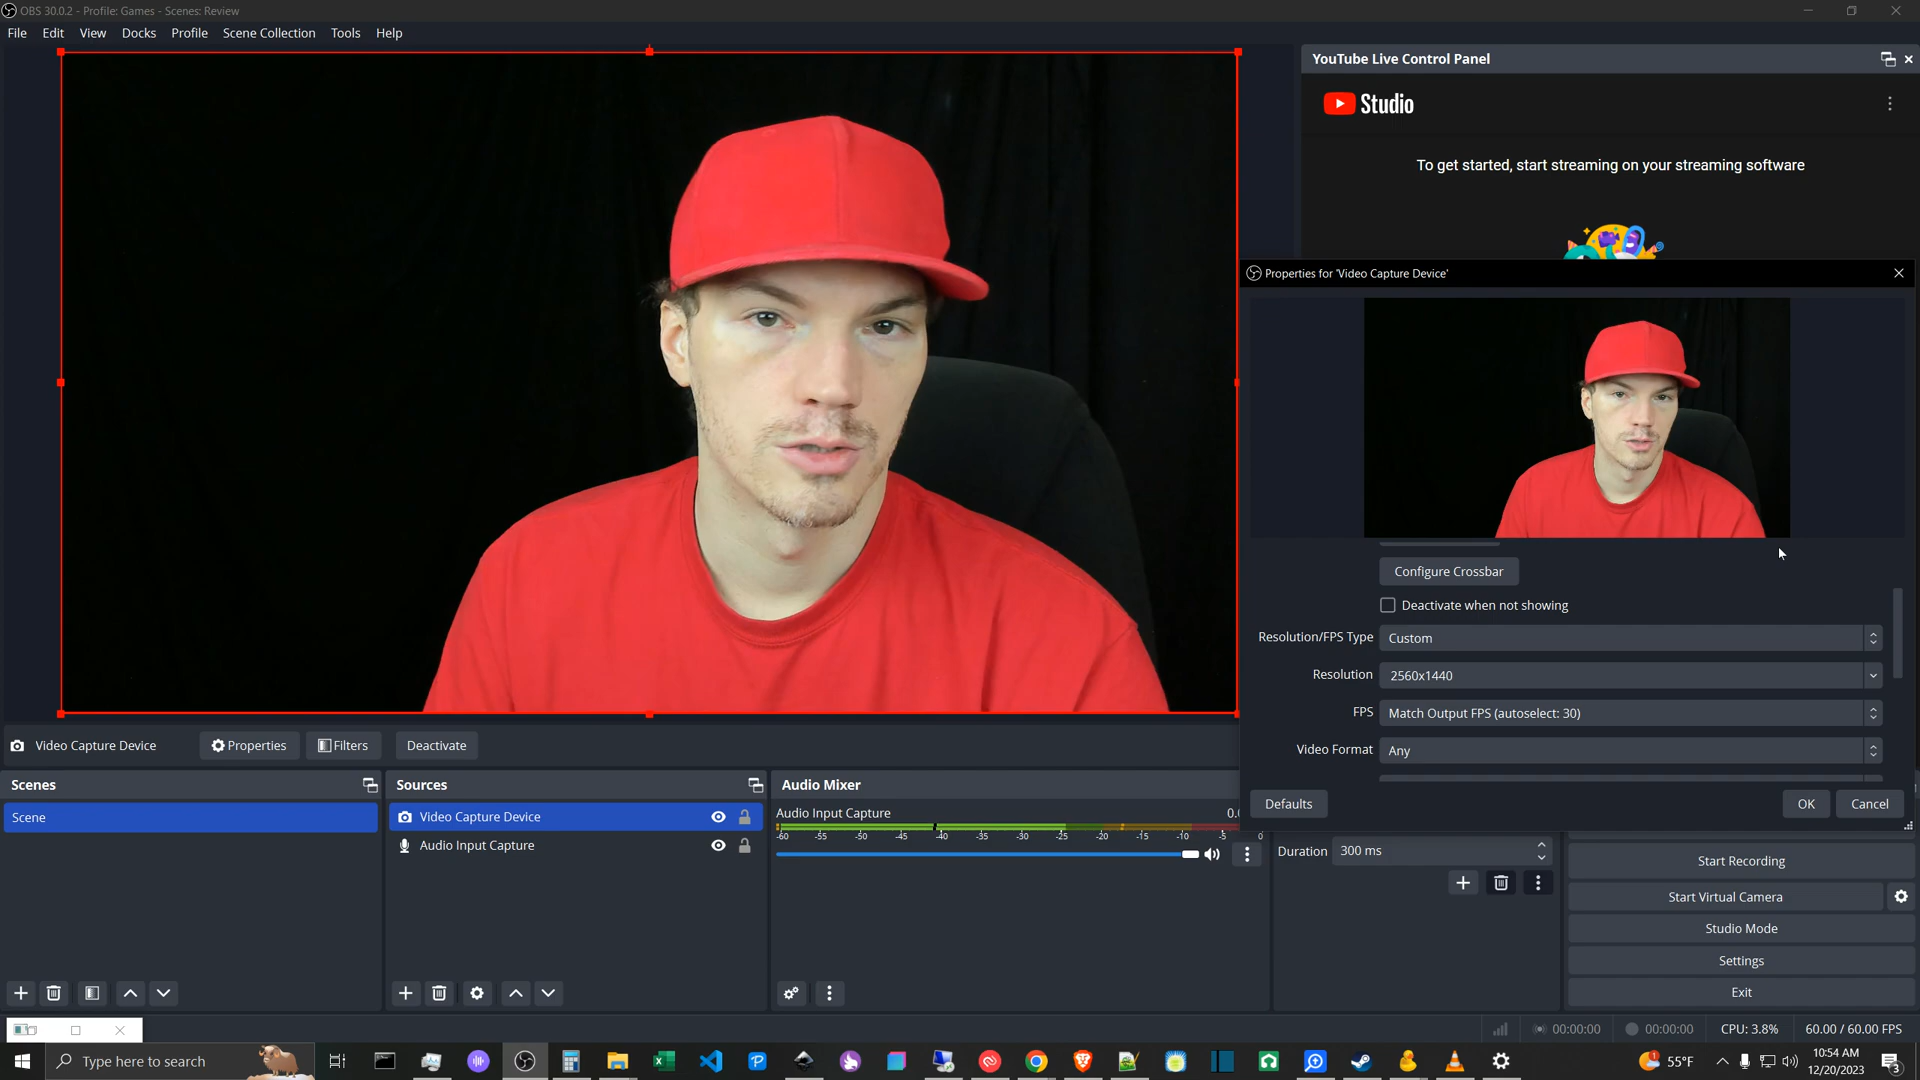 OBS 30.0.2 - Profile: Games - Scenes: Review
File Edit View Docks Profile Scene Collection Tools Help
YouTube Live Control Panel
Studio
To get started, start streaming on your streaming software
Properties for 'Video Capture Device'
Configure Crossbar
Deactivate when not showing
Resolution/FPS Type Custom
Resolution 2560x1440
FPS Match Output FPS (autoselect: 30)
Video Format Any
Defaults OK Cancel
Video Capture Device Properties Filters Deactivate
Scenes
Scene
Sources
Video Capture Device
Audio Input Capture
Audio Mixer
Audio Input Capture 0.0
-60 -55 -50 -45 -40 -35 -30 -25 -20 -15 -10 -5 0
Duration 300 ms
Start Recording
Start Virtual Camera
Studio Mode
Settings
Exit
00:00:00 00:00:00 CPU: 3.8% 60.00 / 60.00 FPS
Type here to search
55°F
10:54 AM
12/20/2023
3